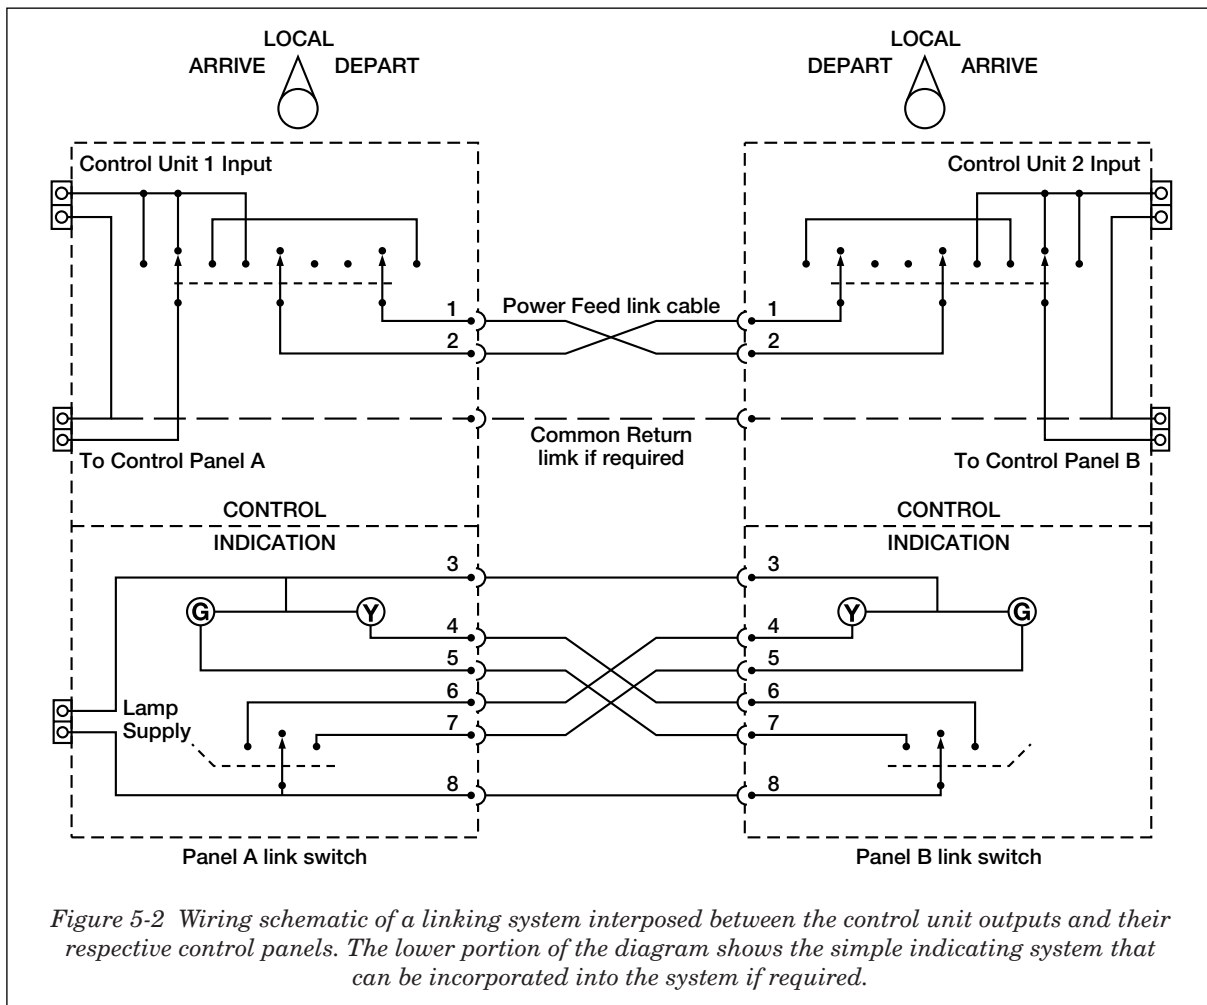 LOCAL
ARRIVE DEPART
LOCAL
DEPART ARRIVE
Control Unit 1 Input
Control Unit 2 Input
1 Power Feed link cable 1
2 2
Common Return
limk if required
To Control Panel A
To Control Panel B
CONTROL
INDICATION
CONTROL
INDICATION
3 3
G Y
Y G
4 4
5 5
6 6
7 7
Lamp
Supply
8 8
Panel A link switch
Panel B link switch
Figure 5-2 Wiring schematic of a linking system interposed between the control unit outputs and their
respective control panels. The lower portion of the diagram shows the simple indicating system that
can be incorporated into the system if required.